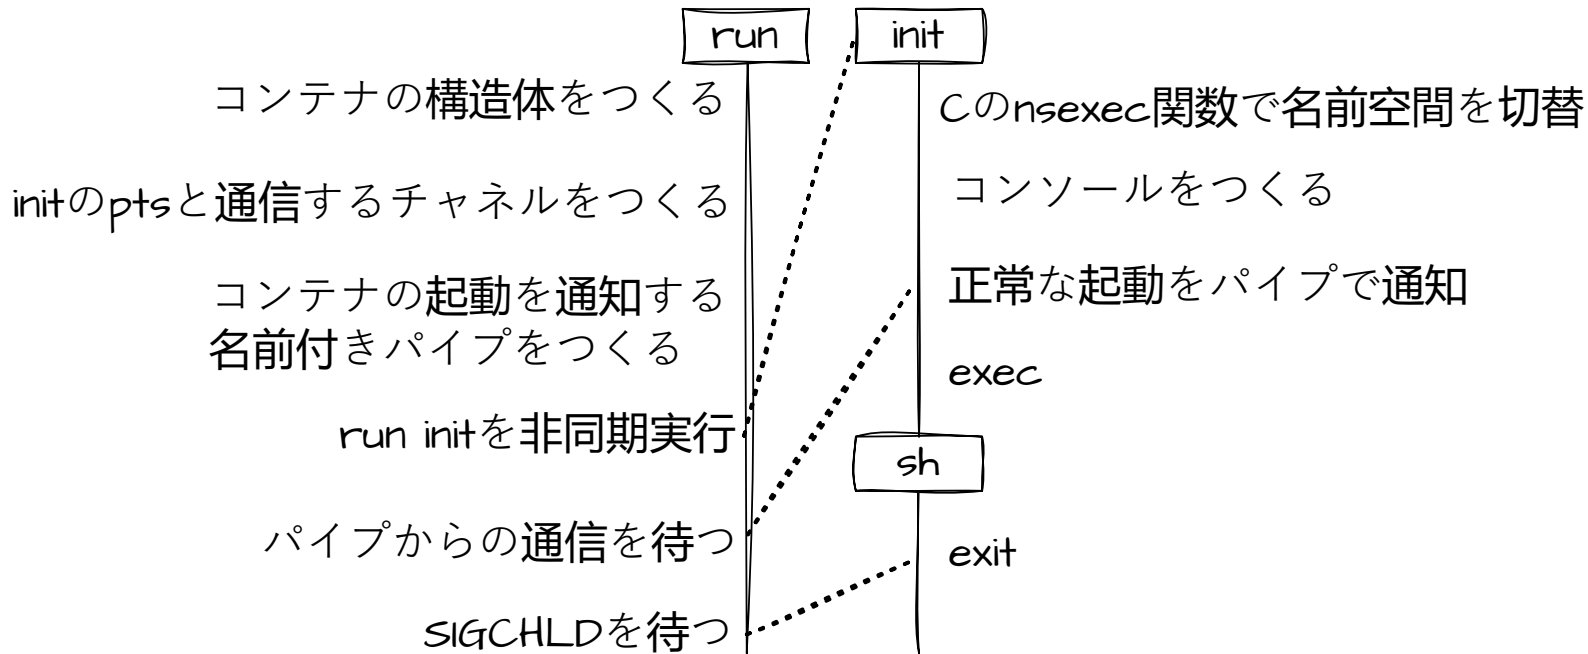 run
init
コンテナの構造体をつくる
initのptsと通信するチャネルをつくる
コンテナの起動を通知する
名前付きパイプをつくる
run initを非同期実行
パイプからの通信を待つ
SIGCHLDを待つ
Cのnsexec関数で名前空間を切替
コンソールをつくる
正常な起動をパイプで通知
exec
sh
exit